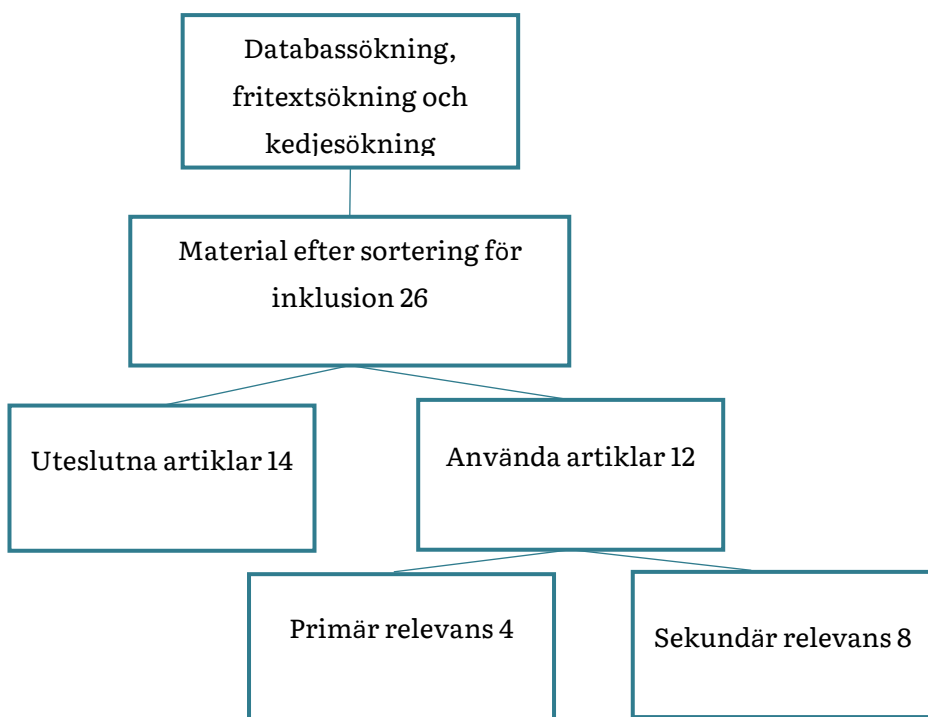 Databassökning,
fritextsökning och
kedjesökning
Material efter sortering för
inklusion 26
Uteslutna artiklar 14
Använda artiklar 12
Primär relevans 4
Sekundär relevans 8